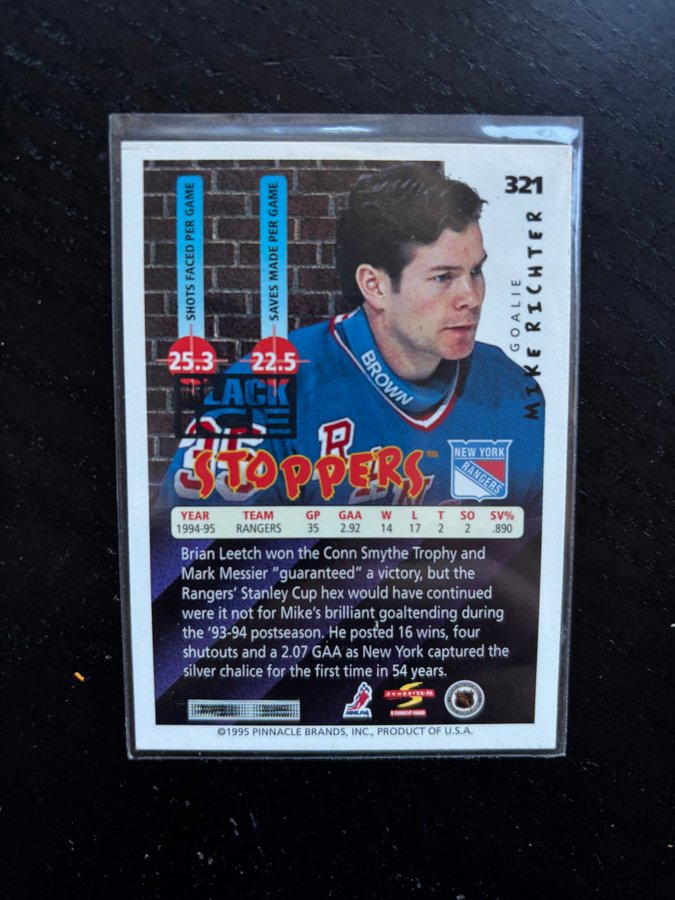 321
GOALIE
MIKE RICHTER
SHOTS FACED PER GAME
SAVES MADE PER GAME
25.3 22.5
BROWN
BLACK
ICE
STOPPERS
NEW YORK
RANGERS
YEAR TEAM GP GAA W L T SO SV%
1994-95 RANGERS 35 2.92 14 17 2 2 .890
Brian Leetch won the Conn Smythe Trophy and
Mark Messier "guaranteed" a victory, but the
Rangers' Stanley Cup hex would have continued
were it not for Mike's brilliant goaltending during
the '93-94 postseason. He posted 16 wins, four
shutouts and a 2.07 GAA as New York captured the
silver chalice for the first time in 54 years.
NHLPA
SCORE
A PINNACLE BRAND
NHL
©1995 PINNACLE BRANDS, INC., PRODUCT OF U.S.A.